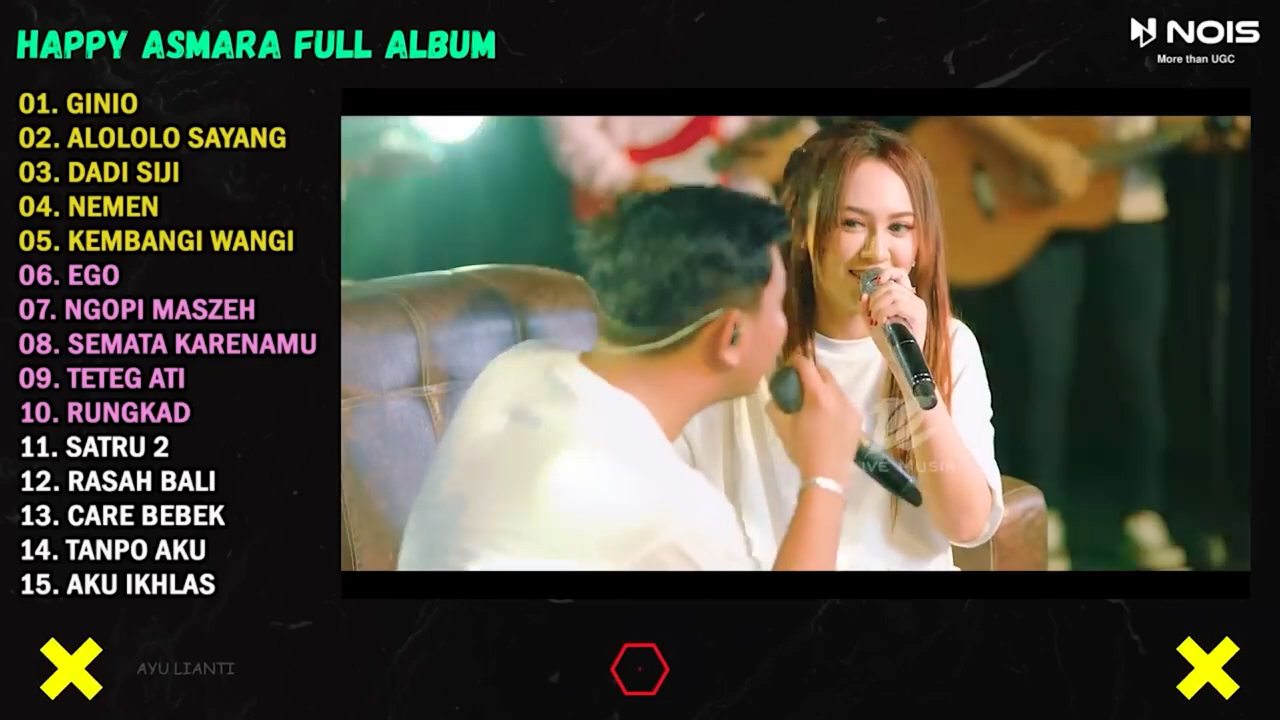 HAPPY ASMARA FULL ALBUM
NOIS
More than UGC
01. GINIO
02. ALOLOLO SAYANG
03. DADI SIJI
04. NEMEN
05. KEMBANGI WANGI
06. EGO
07. NGOPI MASZEH
08. SEMATA KARENAMU
09. TETEG ATI
10. RUNGKAD
11. SATRU 2
12. RASAH BALI
13. CARE BEBEK
14. TANPO AKU
15. AKU IKHLAS
LIVE MUSIK
AYU LIANTI